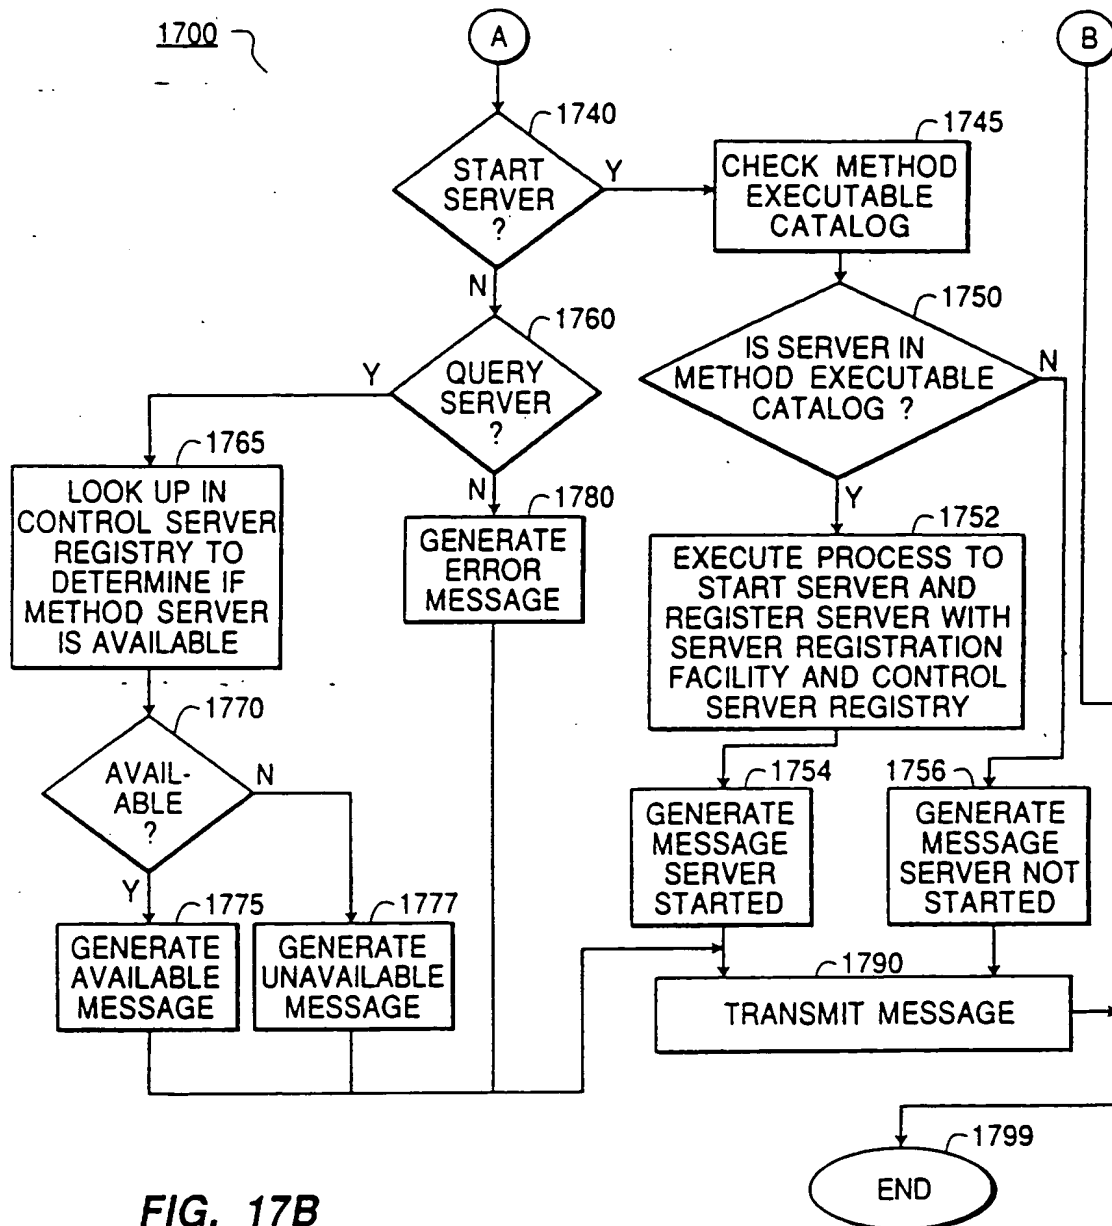 1700
A
B
1740
START
SERVER
?
Y
N
1745
CHECK METHOD
EXECUTABLE
CATALOG
1750
IS SERVER IN
METHOD EXECUTABLE
CATALOG ?
N
Y
1760
QUERY
SERVER
?
Y
N
1765
LOOK UP IN
CONTROL SERVER
REGISTRY TO
DETERMINE IF
METHOD SERVER
IS AVAILABLE
1780
GENERATE
ERROR
MESSAGE
1752
EXECUTE PROCESS TO
START SERVER AND
REGISTER SERVER WITH
SERVER REGISTRATION
FACILITY AND CONTROL
SERVER REGISTRY
1770
AVAIL-
ABLE
?
N
Y
1754
GENERATE
MESSAGE
SERVER
STARTED
1756
GENERATE
MESSAGE
SERVER NOT
STARTED
1775
GENERATE
AVAILABLE
MESSAGE
1777
GENERATE
UNAVAILABLE
MESSAGE
1790
TRANSMIT MESSAGE
1799
END
FIG. 17B